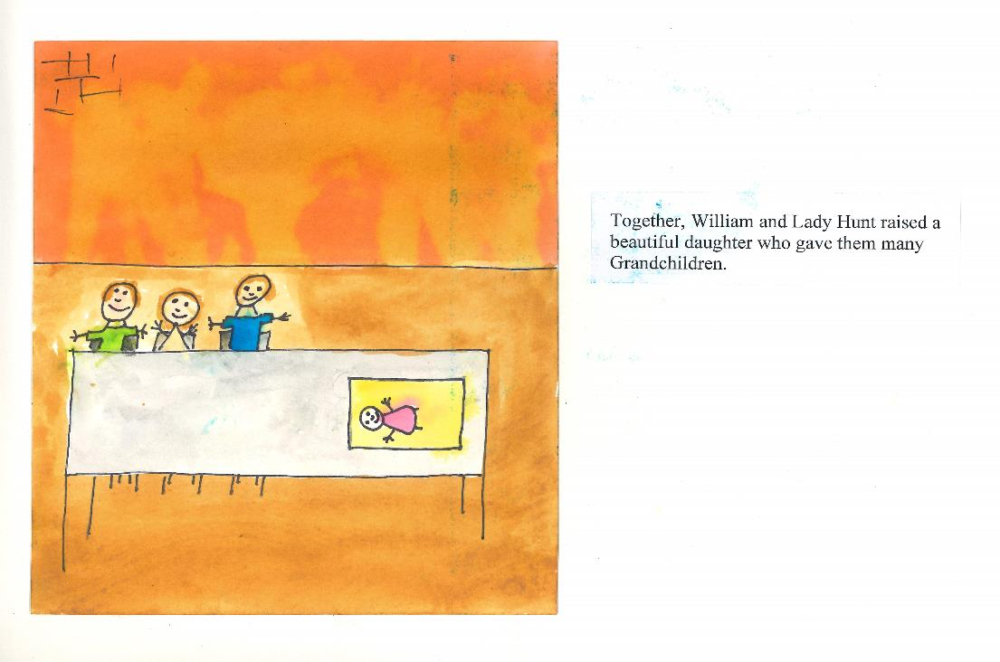 Together, William and Lady Hunt raised a
beautiful daughter who gave them many
Grandchildren.